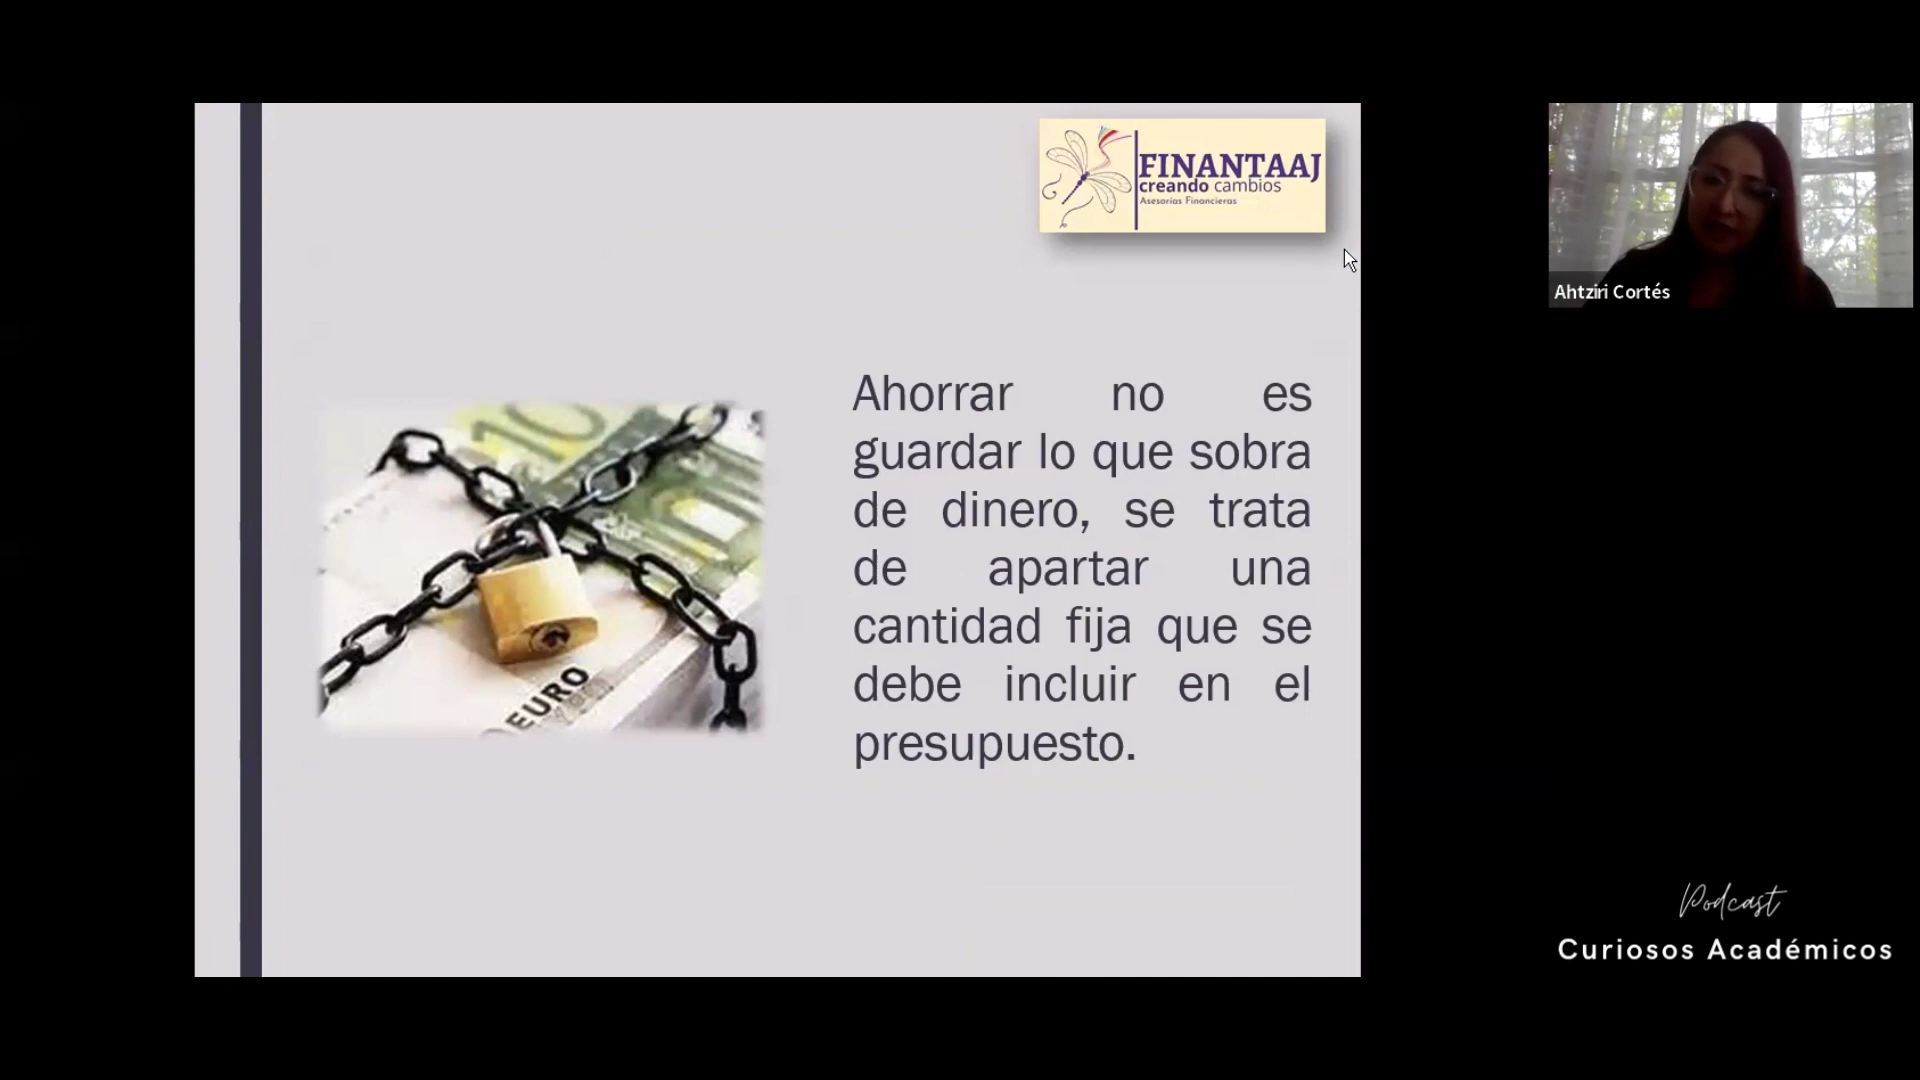 FINANTAAJ
creando cambios
Asesorías Financieras
Ahrorrar no es
guardar lo que sobra
de dinero, se trata
de apartar una
cantidad fija que se
debe incluir en el
presupuesto.
EURO
Ahtziri Cortés
Podcast
Curiosos Académicos